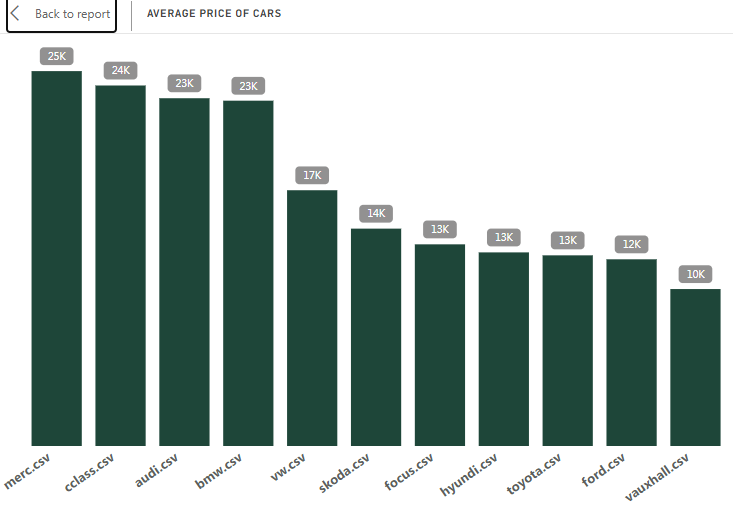 Back to report
AVERAGE PRICE OF CARS
25K
24K
23K
23K
17K
14K
13K
13K
13K
12K
10K
merc.csv
cclass.csv
audi.csv
bmw.csv
vw.csv
skoda.csv
focus.csv
hyundi.csv
toyota.csv
ford.csv
vauxhall.csv